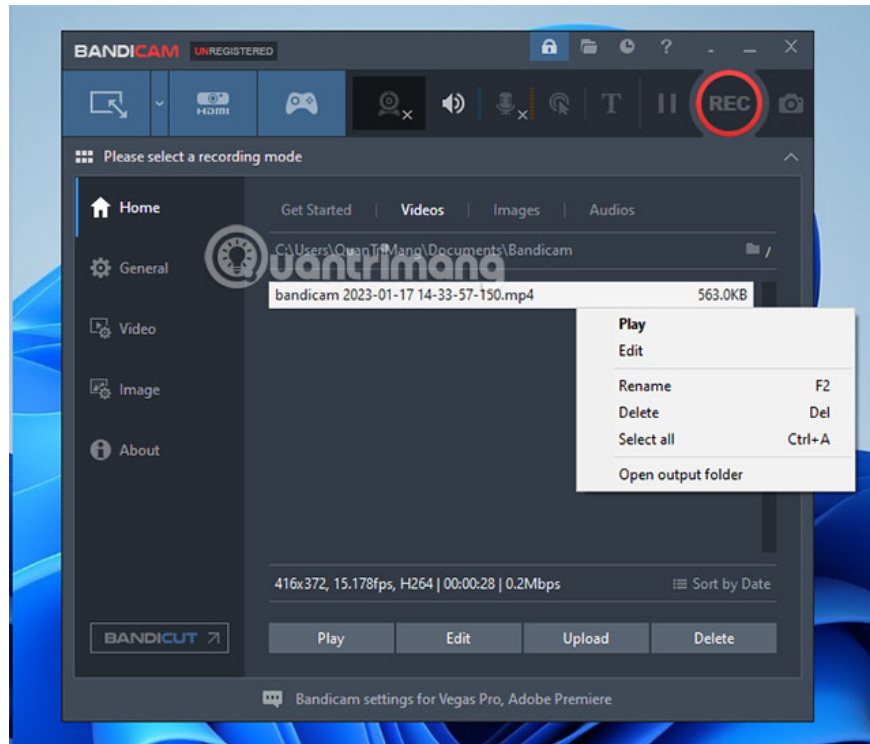 BANDICAM UNREGISTERED ?
HDMI T REC
Please select a recording mode
Home
General
Video
Image
About
Get Started | Videos | Images | Audios
C:\Users\QuanTriMang\Documents\Bandicam /
Quantrimang
bandicam 2023-01-17 14-33-57-150.mp4 563.0KB
Play
Edit
Rename F2
Delete Del
Select all Ctrl+A
Open output folder
416x372, 15.178fps, H264 | 00:00:28 | 0.2Mbps Sort by Date
BANDICUT Play Edit Upload Delete
Bandicam settings for Vegas Pro, Adobe Premiere